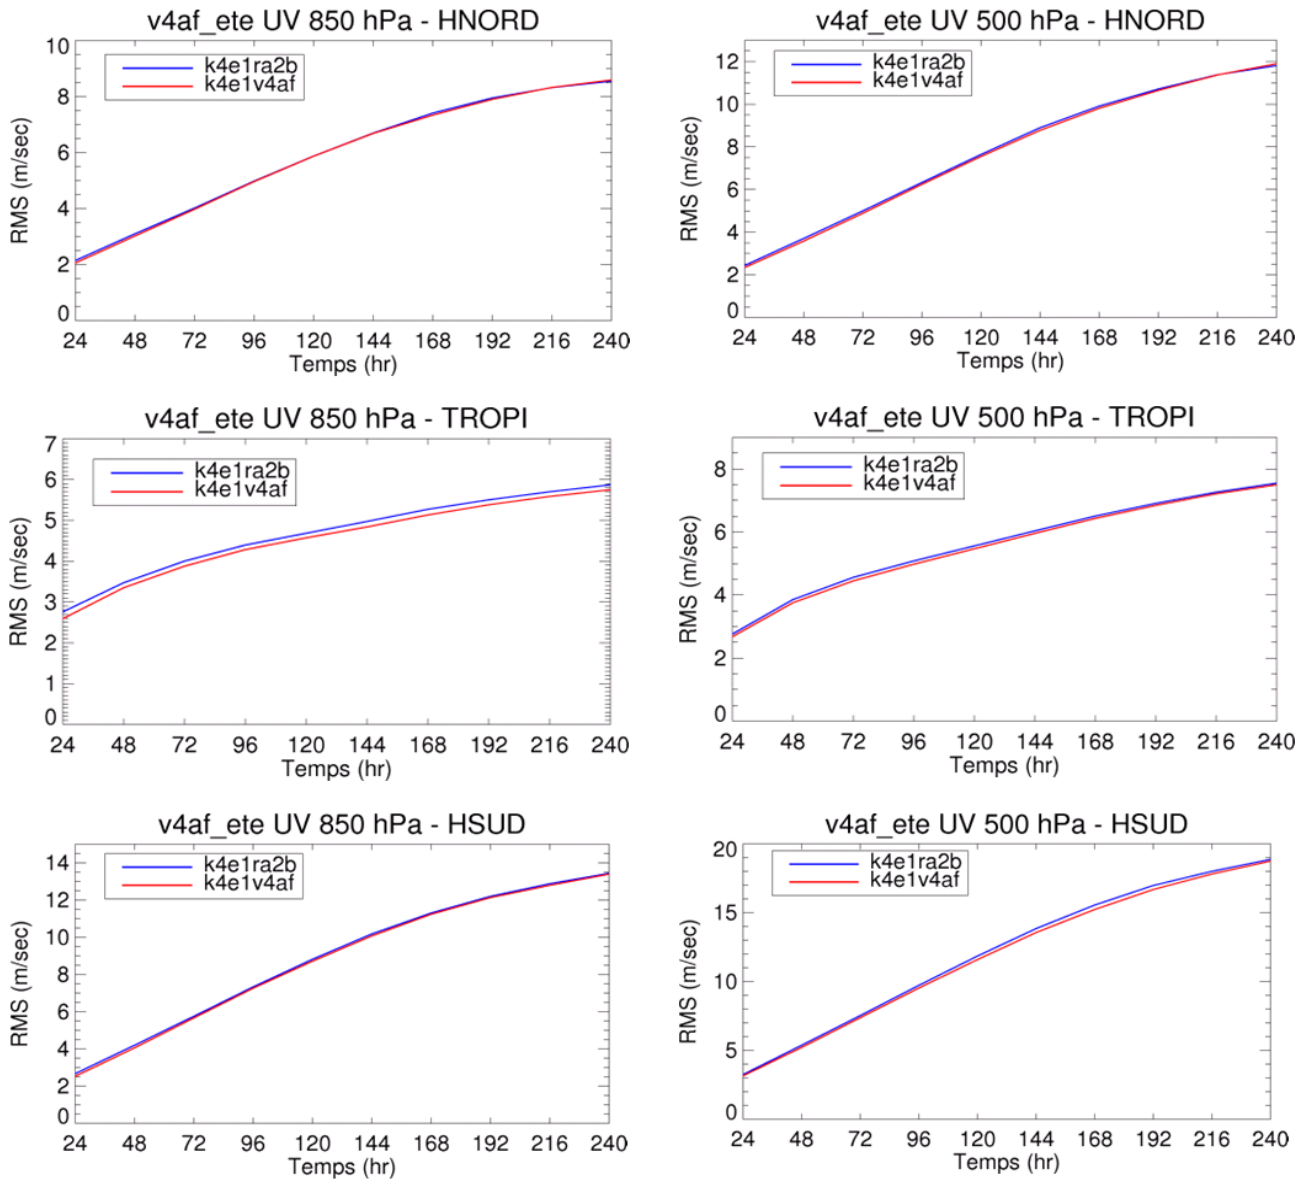 v4af_ete UV 850 hPa - HNORD
10
8
6
4
2
0
RMS (m/sec)
k4e1ra2b
k4e1v4af
24 48 72 96 120 144 168 192 216 240
Temps (hr)
v4af_ete UV 500 hPa - HNORD
12
10
8
6
4
2
0
RMS (m/sec)
k4e1ra2b
k4e1v4af
24 48 72 96 120 144 168 192 216 240
Temps (hr)
v4af_ete UV 850 hPa - TROPI
7
6
5
4
3
2
1
0
RMS (m/sec)
k4e1ra2b
k4e1v4af
24 48 72 96 120 144 168 192 216 240
Temps (hr)
v4af_ete UV 500 hPa - TROPI
8
6
4
2
0
RMS (m/sec)
k4e1ra2b
k4e1v4af
24 48 72 96 120 144 168 192 216 240
Temps (hr)
v4af_ete UV 850 hPa - HSUD
14
12
10
8
6
4
2
0
RMS (m/sec)
k4e1ra2b
k4e1v4af
24 48 72 96 120 144 168 192 216 240
Temps (hr)
v4af_ete UV 500 hPa - HSUD
20
15
10
5
0
RMS (m/sec)
k4e1ra2b
k4e1v4af
24 48 72 96 120 144 168 192 216 240
Temps (hr)